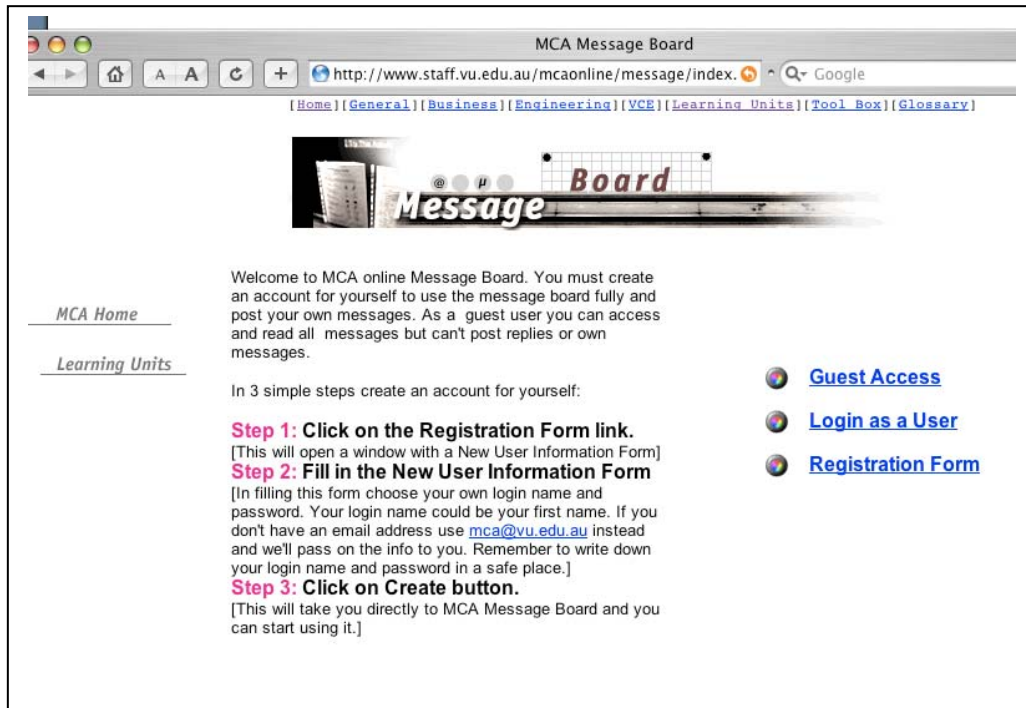 MCA Message Board
A A
http://www.staff.vu.edu.au/mcaonline/message/index.
Google
[Home][General][Business][Engineering][VCE][Learning Units][Tool Box][Glossary]
@ µ
Board
Message
MCA Home
Learning Units
Welcome to MCA online Message Board. You must create
an account for yourself to use the message board fully and
post your own messages. As a guest user you can access
and read all messages but can't post replies or own
messages.
In 3 simple steps create an account for yourself:
Step 1: Click on the Registration Form link.
[This will open a window with a New User Information Form]
Step 2: Fill in the New User Information Form
[In filling this form choose your own login name and
password. Your login name could be your first name. If you
don't have an email address use mca@vu.edu.au instead
and we'll pass on the info to you. Remember to write down
your login name and password in a safe place.]
Step 3: Click on Create button.
[This will take you directly to MCA Message Board and you
can start using it.]
Guest Access
Login as a User
Registration Form